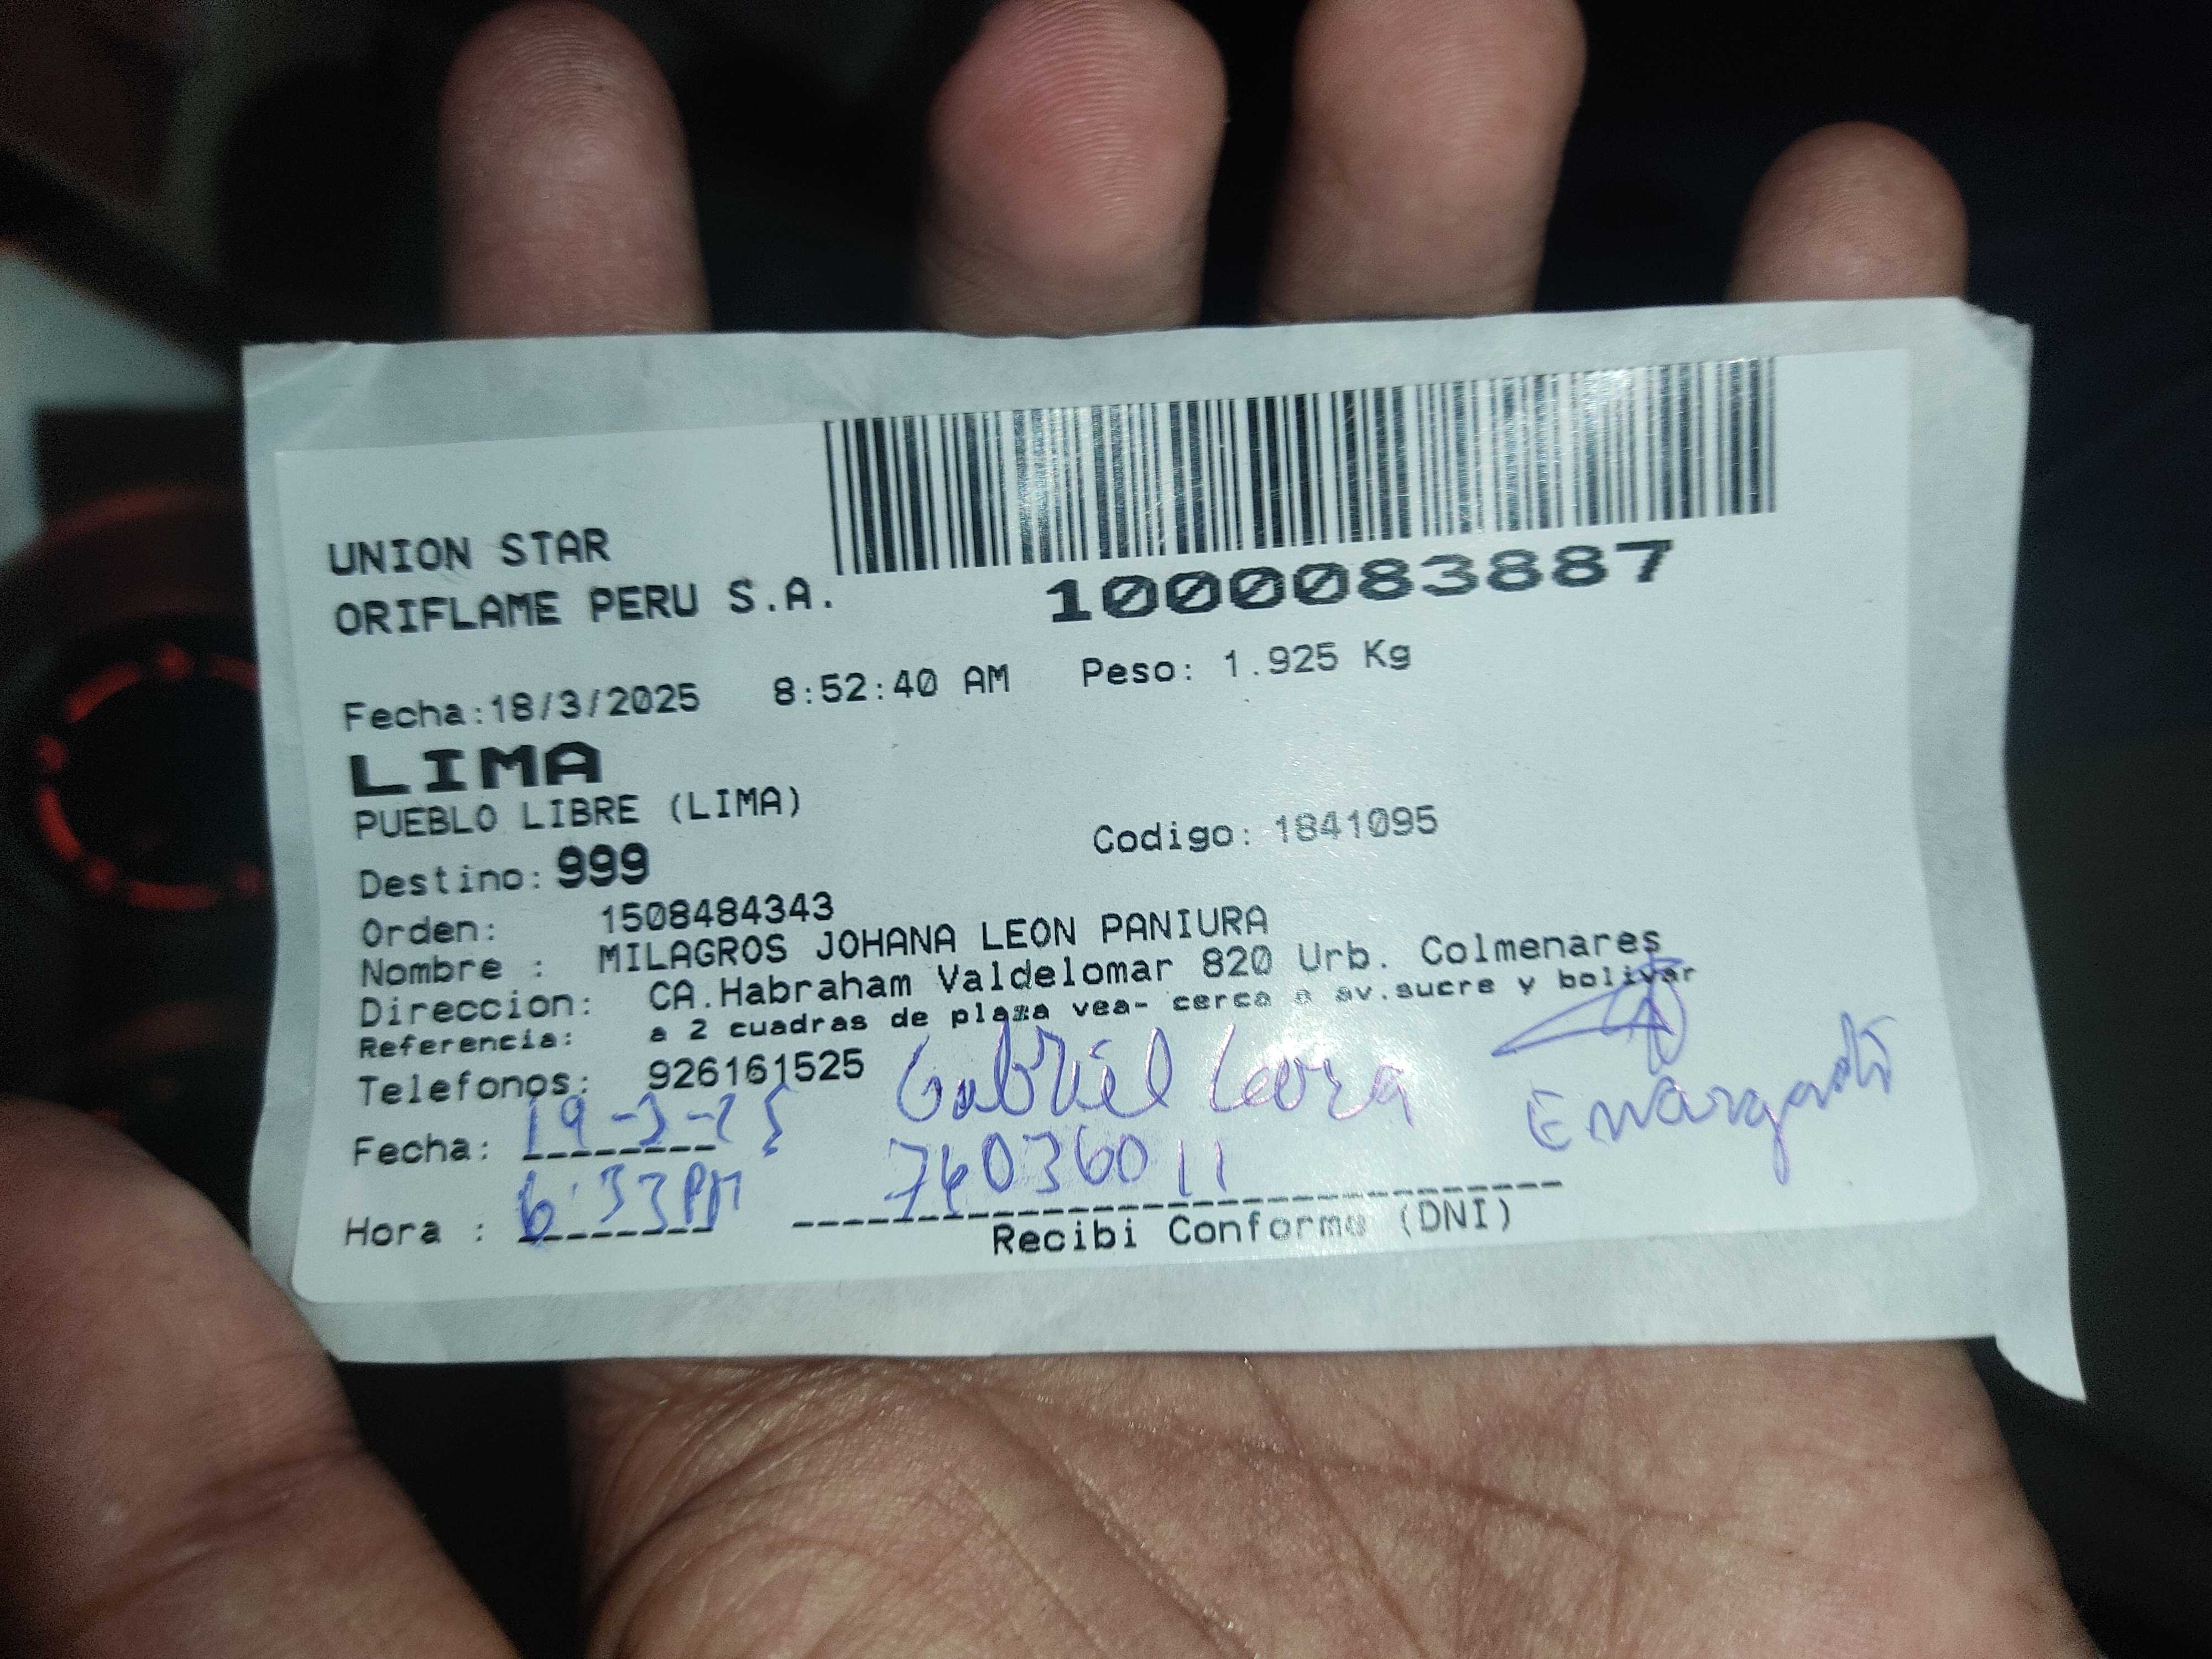 UNION STAR
ORIFLAME PERU S.A.
1000083887
Fecha:18/3/2025 8:52:40 AM Peso: 1.925 Kg
LIMA
PUEBLO LIBRE (LIMA)
Destino: 999 Codigo: 1841095
Orden: 1508484343
Nombre : MILAGROS JOHANA LEON PANIURA
Direccion: CA.Habraham Valdelomar 820 Urb. Colmenares
Referencia: a 2 cuadras de plaza vea- cerca a av.sucre y bolivar
Telefonos: 926161525 Gabriel
Fecha: 19-3-25
Hora : 6:33 PM
Recibi Conforme (DNI)